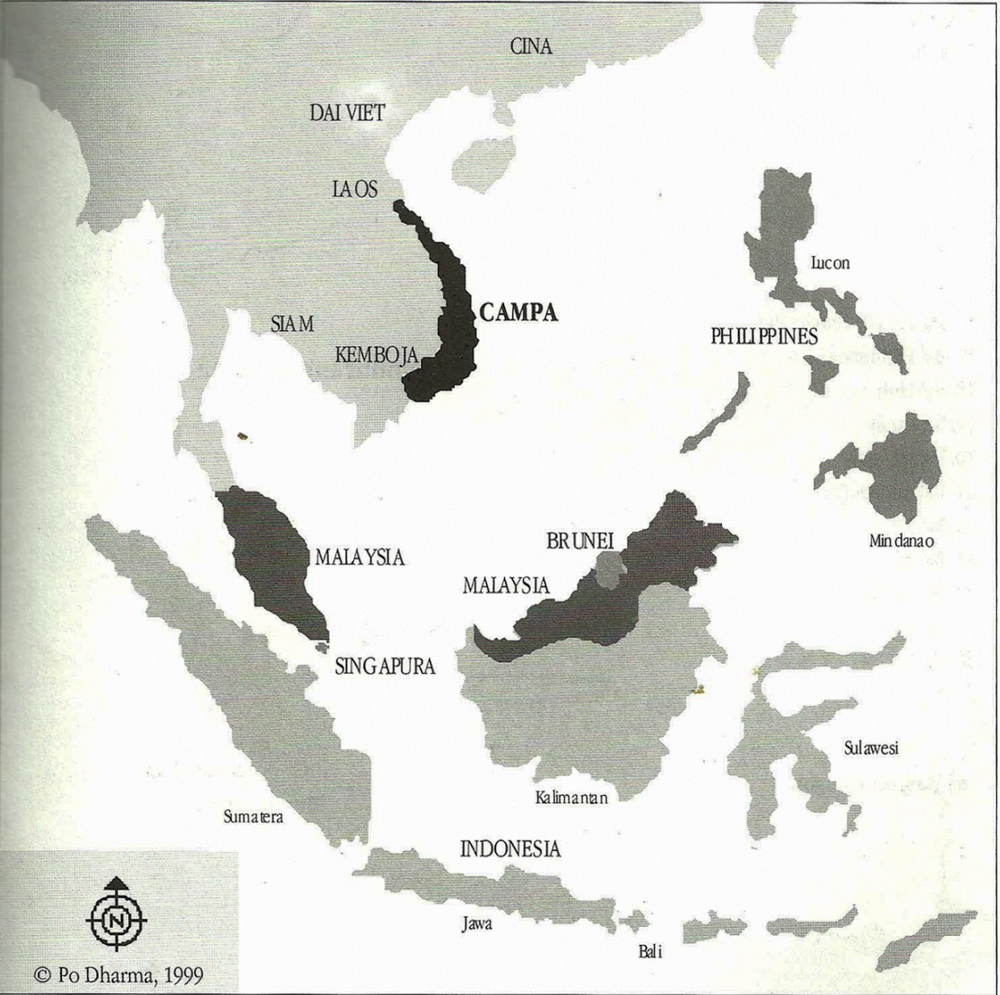 CINA
DAI VIET
LAOS
Lucon
CAMPA
SIAM
PHILIPPINES
KEMBOJA
BRUNEI
Mindanao
MALAYSIA
MALAYSIA
SINGAPURA
Sulawesi
Kalimantan
Sumatera
INDONESIA
Jawa
Bali
N
© Po Dharma, 1999